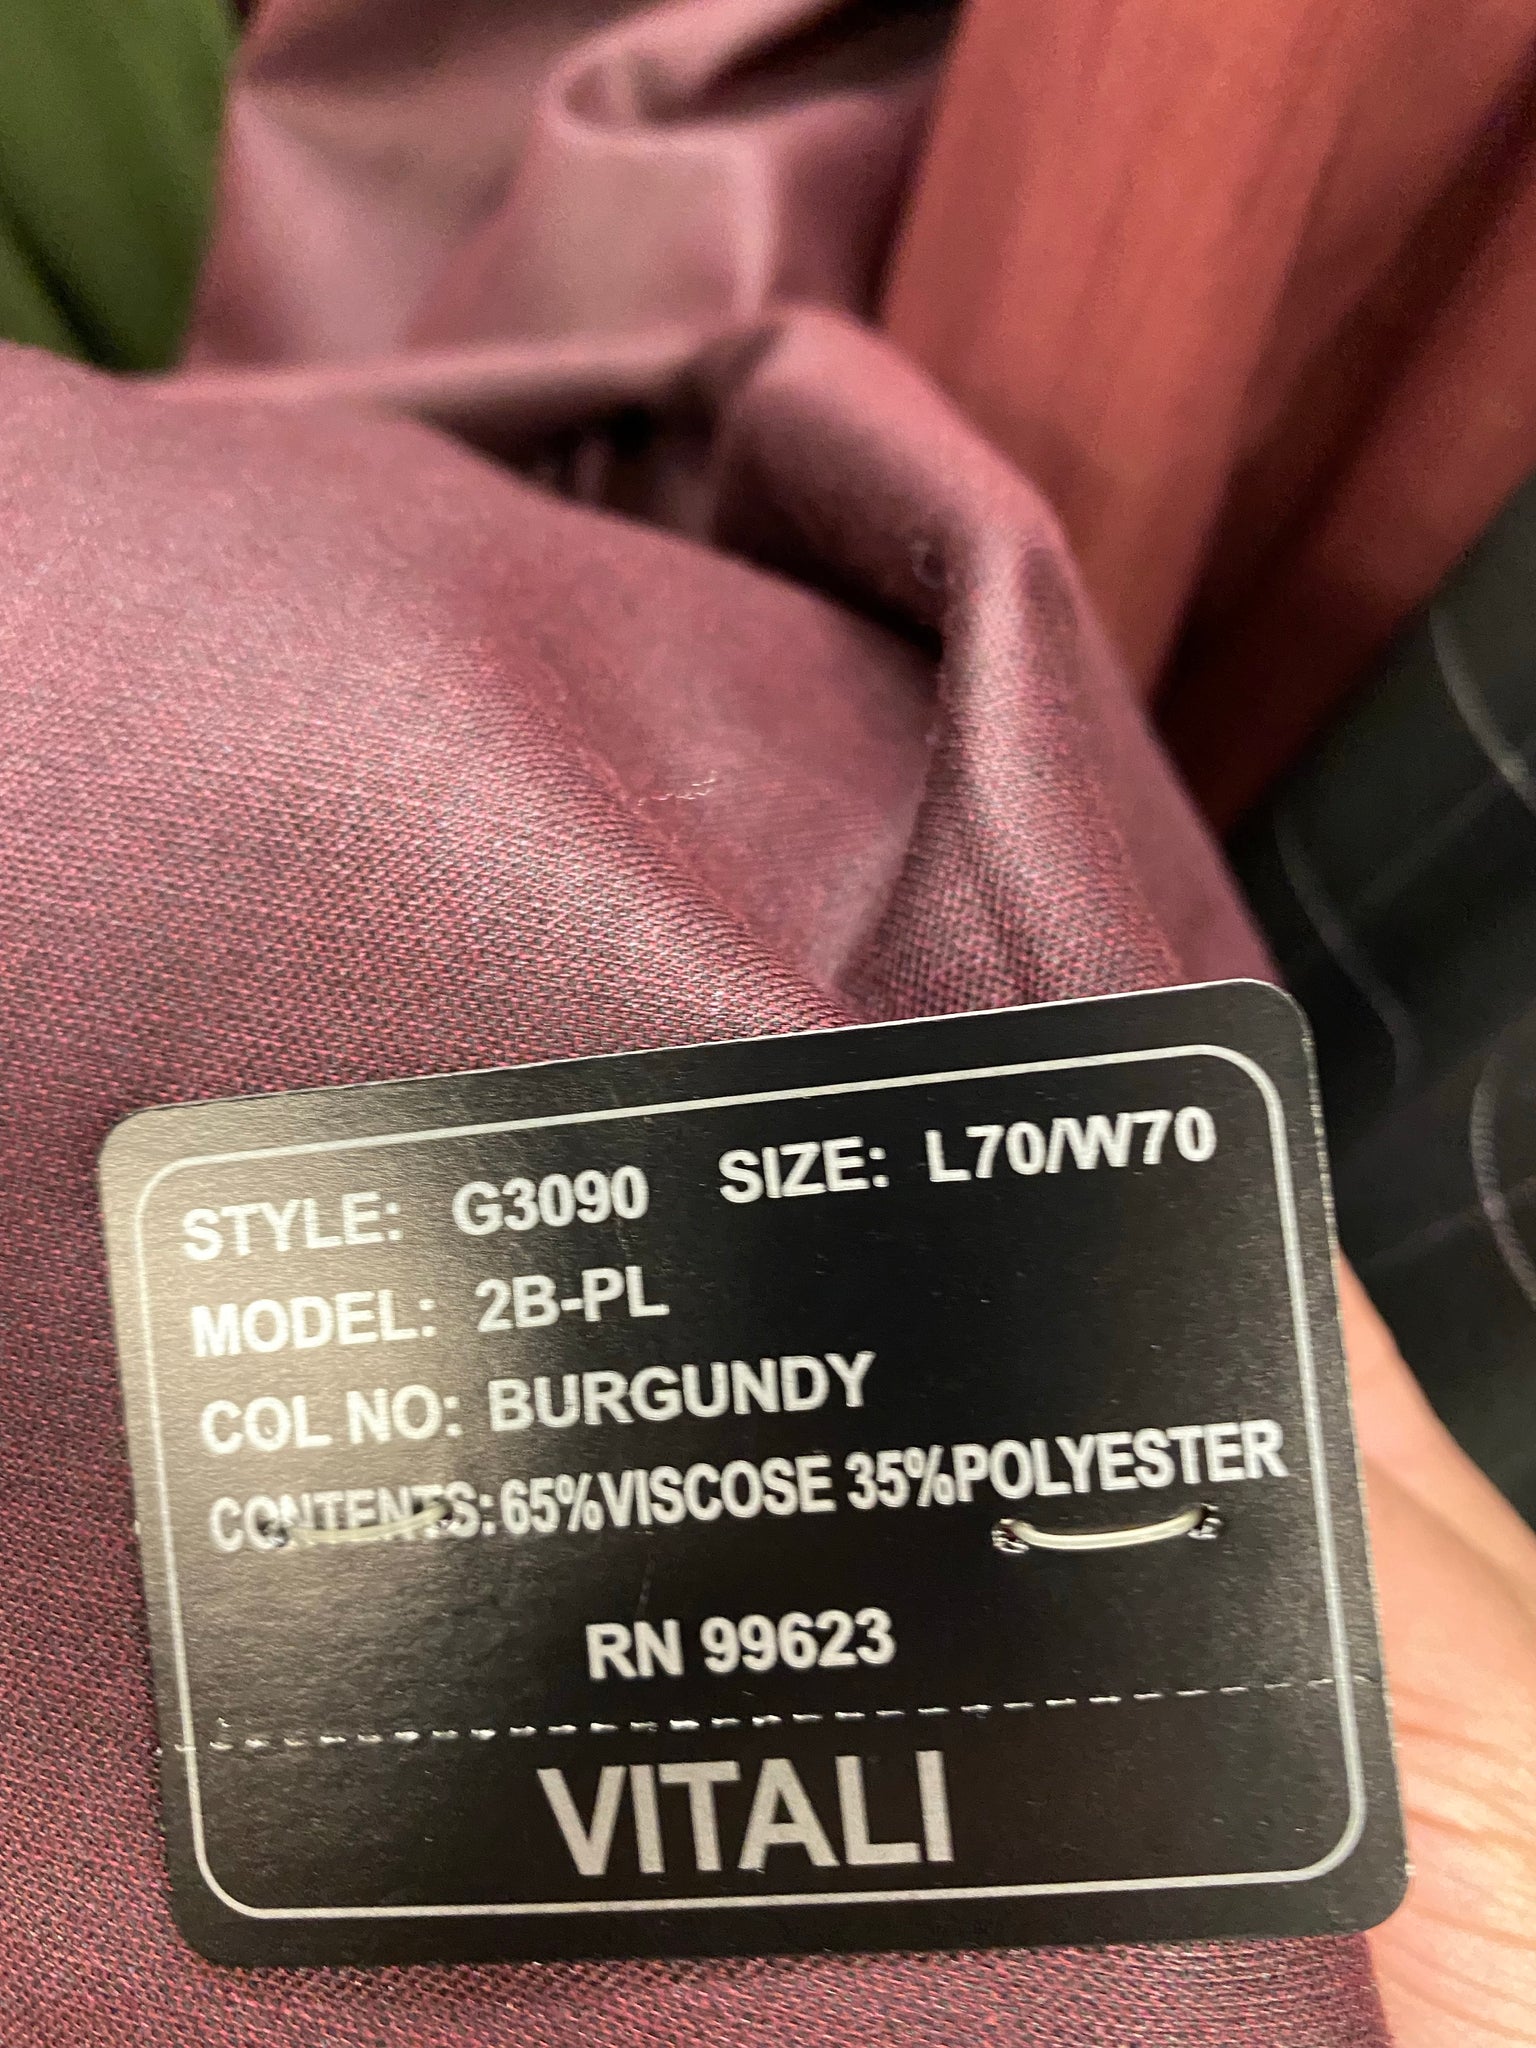 STYLE: G3090 SIZE: L70/W70
MODEL: 2B-PL
COL NO: BURGUNDY
CONTENTS: 65%VISCOSE 35%POLYESTER
RN 99623
VITALI